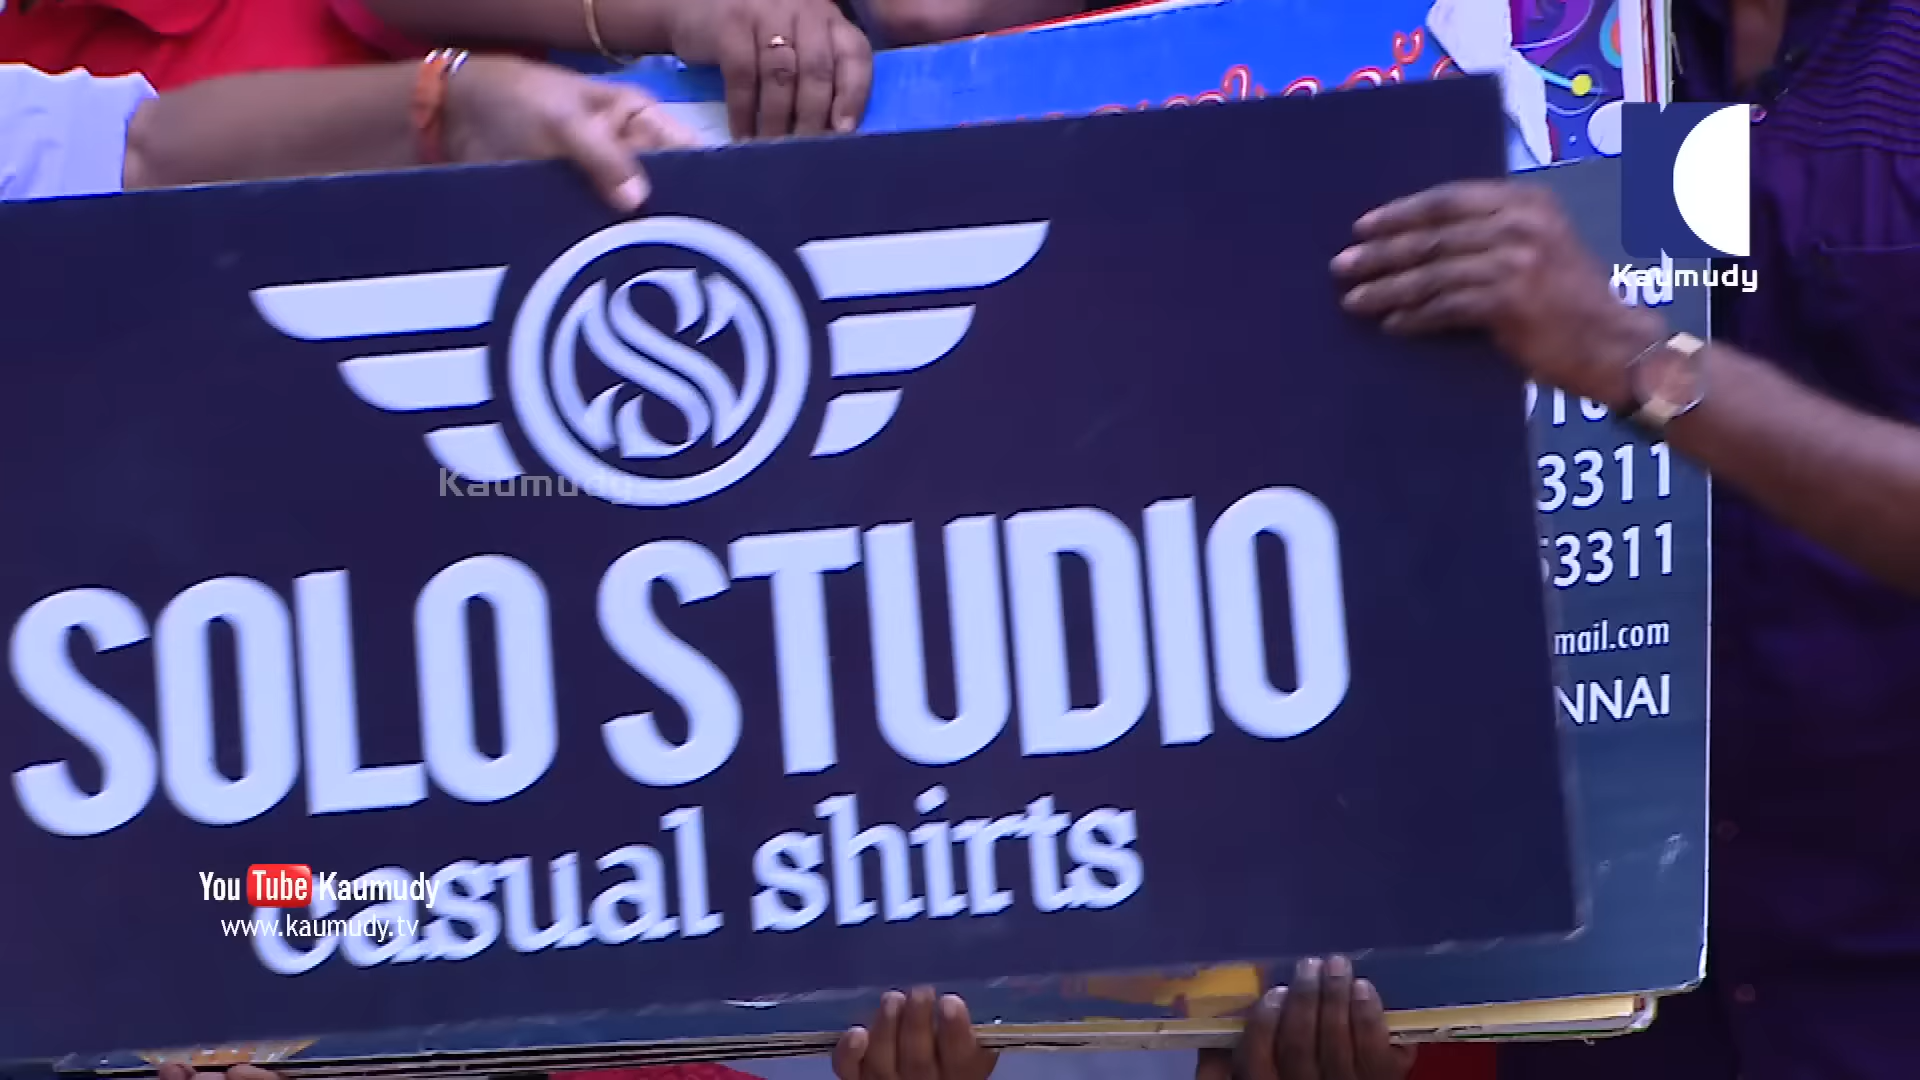 Kaumudy
S
Kaumudy
SOLO STUDIO
casual shirts
3311
3311
mail.com
NNAI
You Tube Kaumudy
www.kaumudy.tv